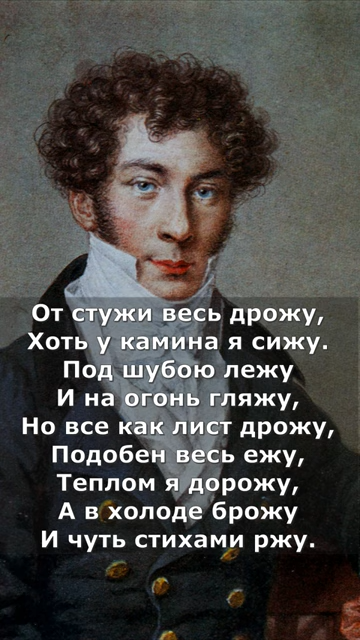 От стужи весь дрожу,
Хоть у камина я сижу.
Под шубою лежу
И на огонь гляжу,
Но все как лист дрожу,
Подобен весь ежу,
Теплом я дорожу,
А в холоде брожу
И чуть стихами ржу.